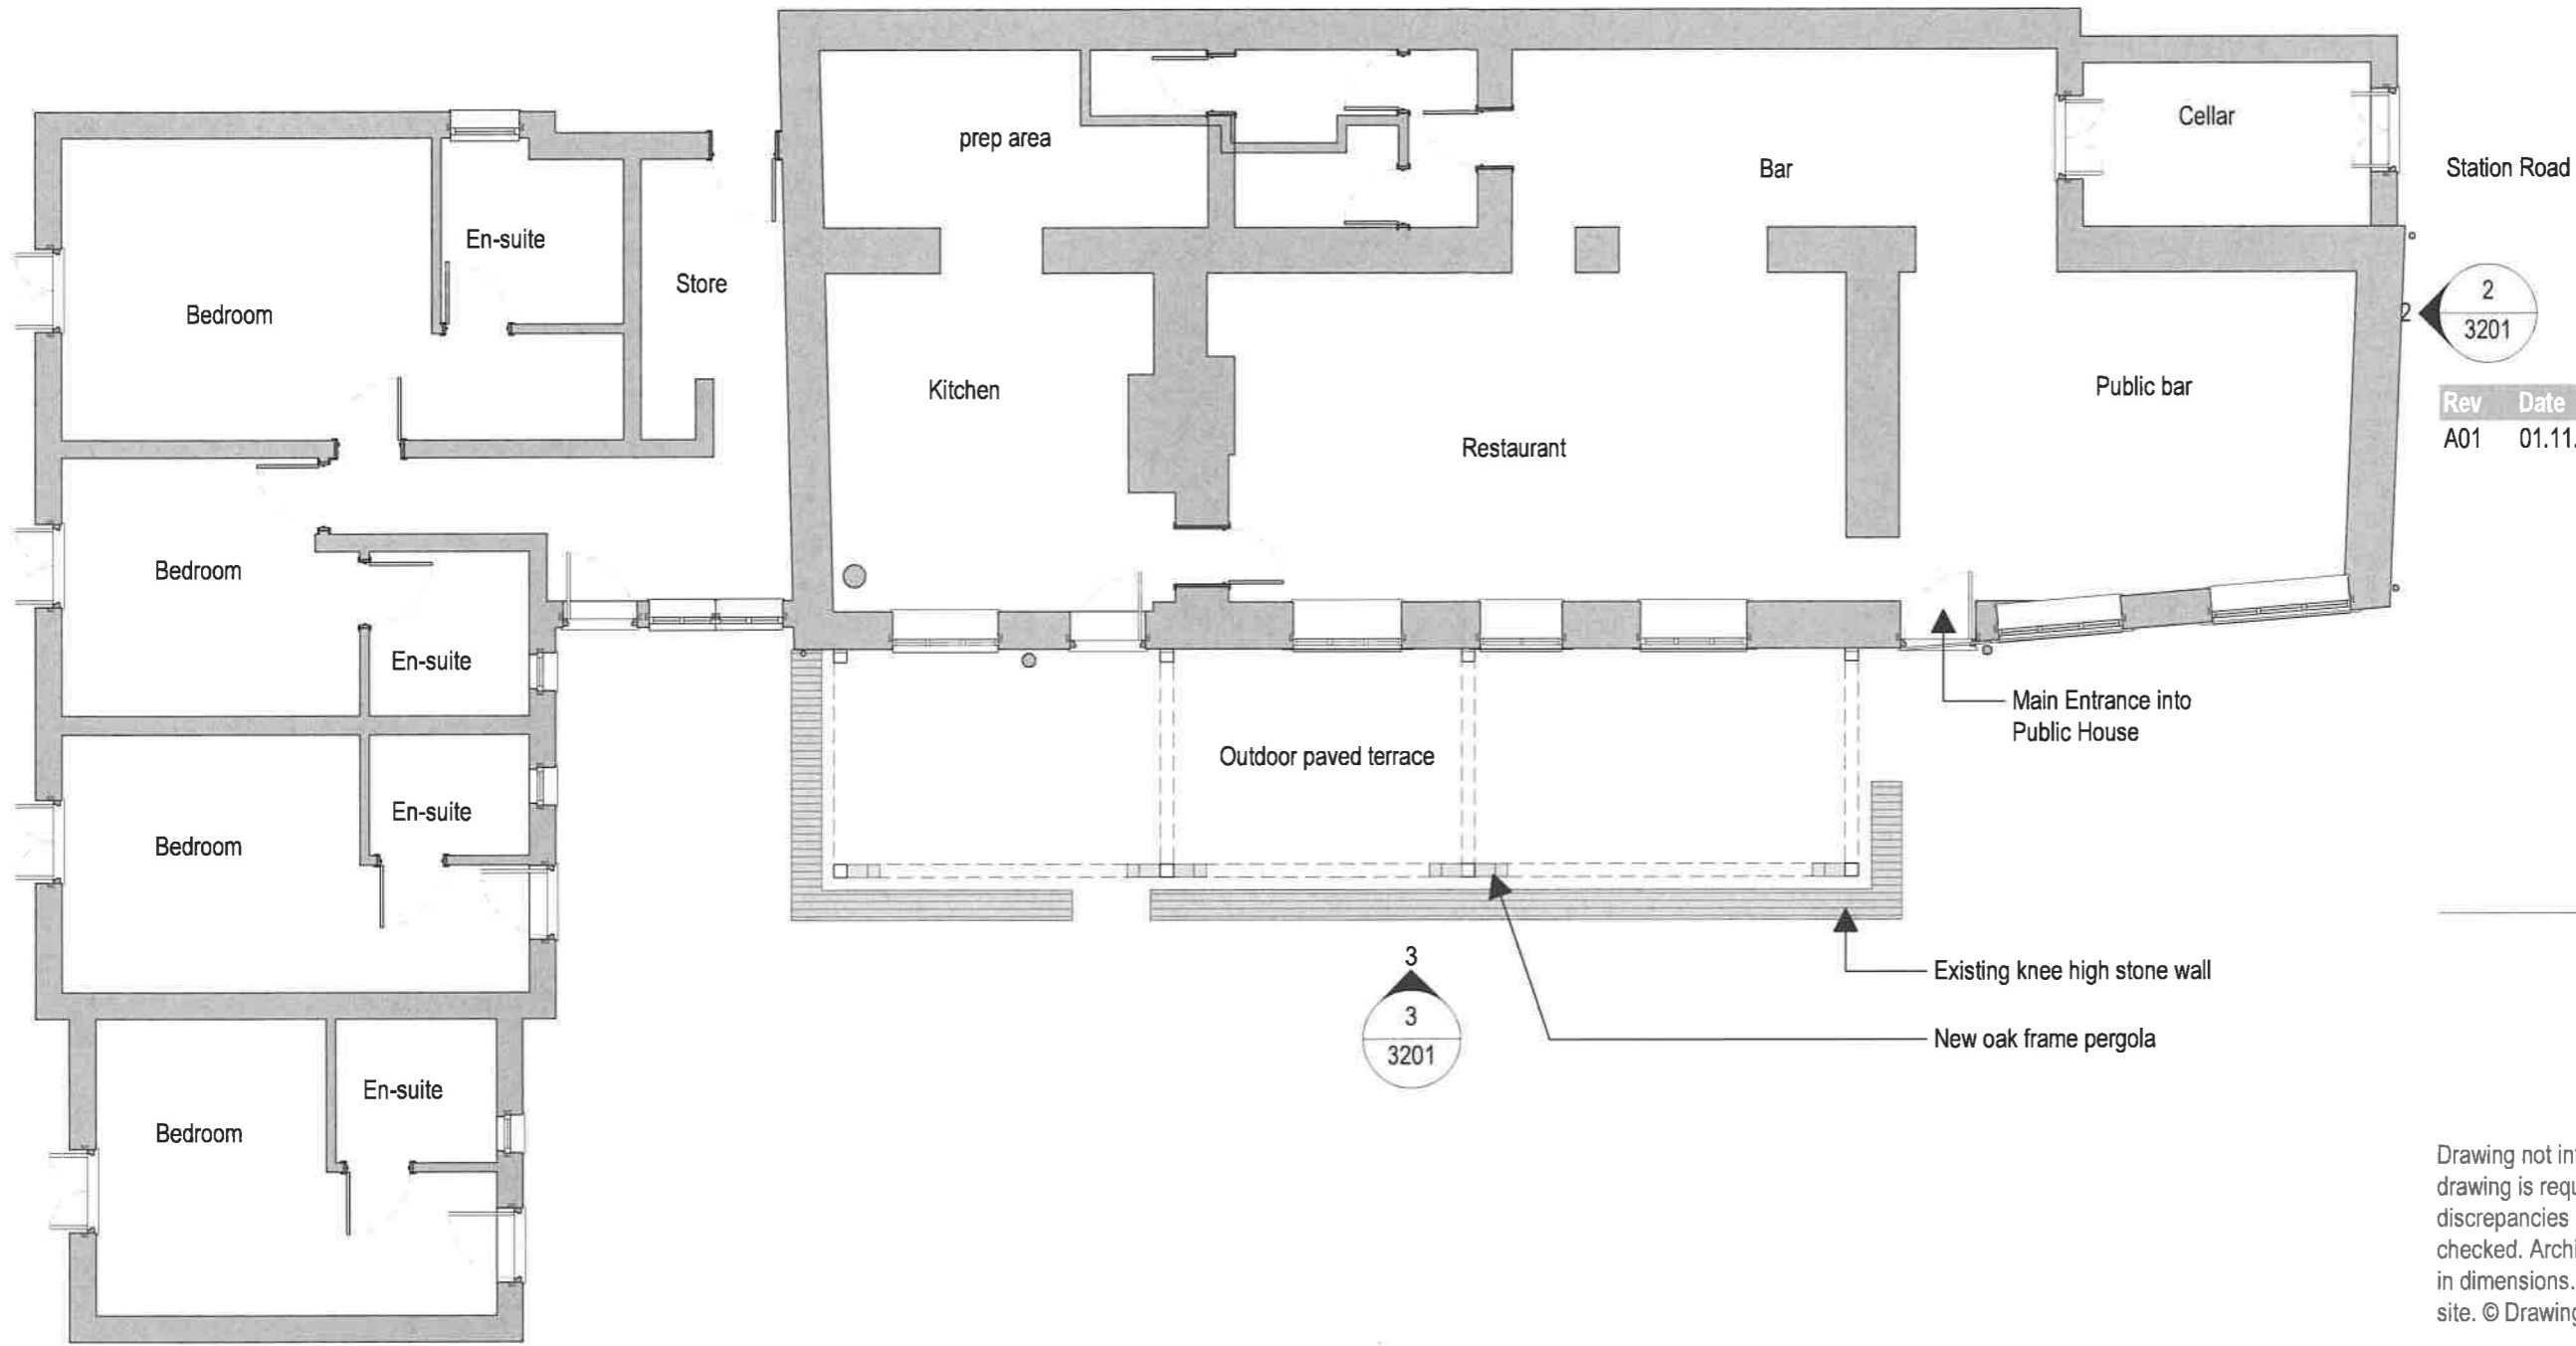 prep area
Cellar
Bar
Station Road
En-suite
Store
Bedroom
2
2
3201
Kitchen
Public bar
Rev Date
A01 01.11.
Restaurant
Bedroom
En-suite
Main Entrance into
Public House
Outdoor paved terrace
En-suite
Bedroom
3
3
3201
Existing knee high stone wall
New oak frame pergola
En-suite
Bedroom
Drawing not in
drawing is requ
discrepancies
checked. Archi
in dimensions.
site. © Drawing